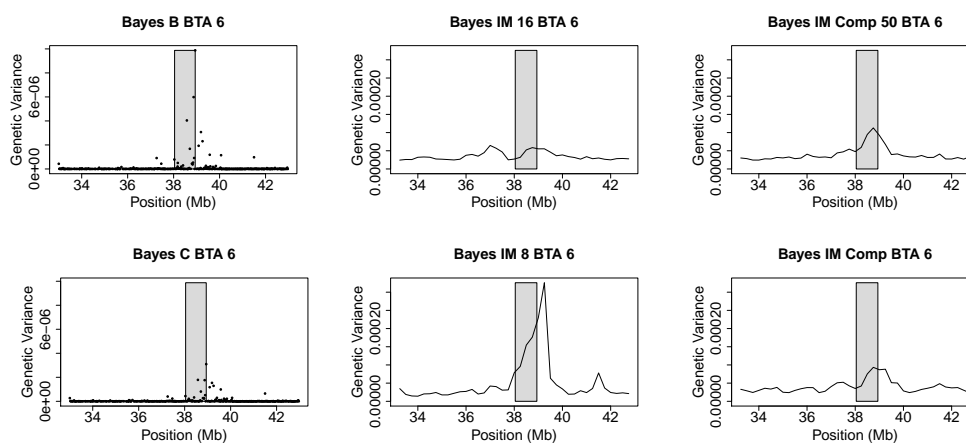 Bayes B BTA 6
Genetic Variance
0e+00 6e−06
34 36 38 40 42
Position (Mb)
Bayes IM 16 BTA 6
Genetic Variance
0.00000 0.00020
34 36 38 40 42
Position (Mb)
Bayes IM Comp 50 BTA 6
Genetic Variance
0.00000 0.00020
34 36 38 40 42
Position (Mb)
Bayes C BTA 6
Genetic Variance
0e+00 6e−06
34 36 38 40 42
Position (Mb)
Bayes IM 8 BTA 6
Genetic Variance
0.00000 0.00020
34 36 38 40 42
Position (Mb)
Bayes IM Comp BTA 6
Genetic Variance
0.00000 0.00020
34 36 38 40 42
Position (Mb)